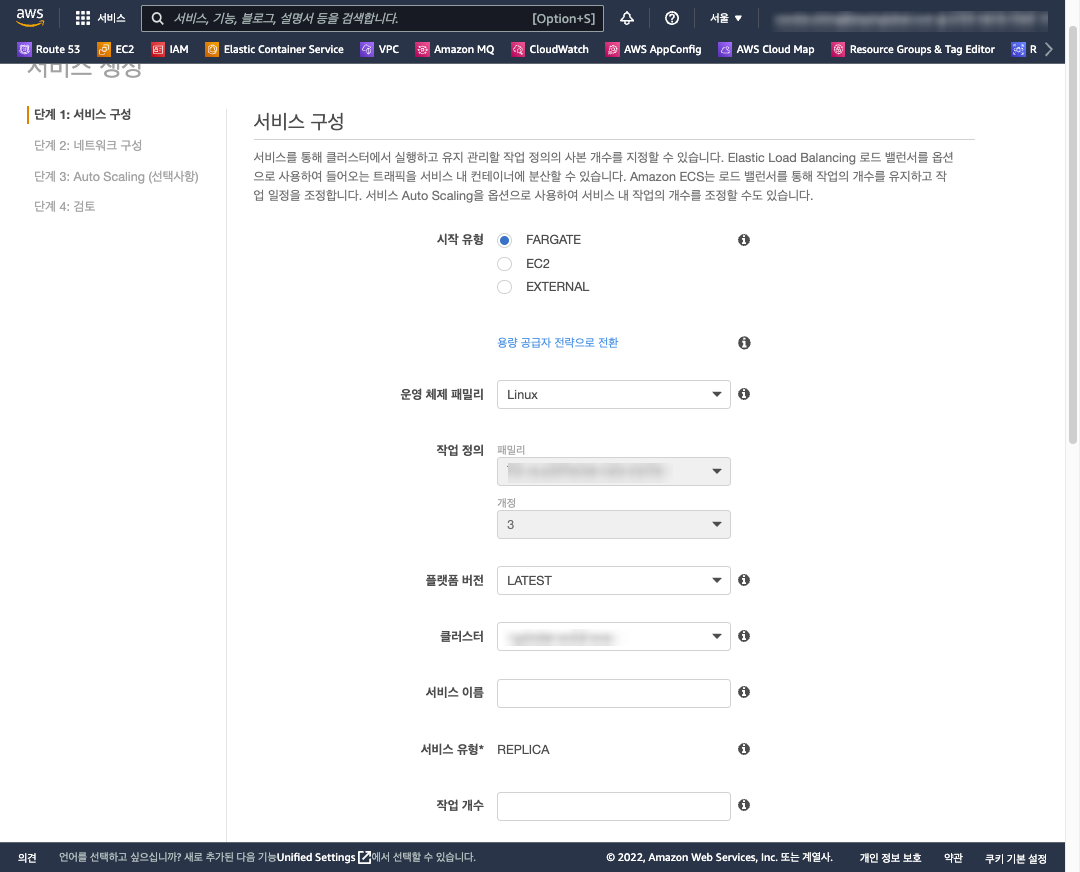 aws
서비스
서비스, 기능, 블로그, 설명서 등을 검색합니다.
[Option+S]
서울 ▼
Route 53
EC2
IAM
Elastic Container Service
VPC
Amazon MQ
CloudWatch
AWS AppConfig
AWS Cloud Map
Resource Groups & Tag Editor
R
서비스 생성
단계 1: 서비스 구성
단계 2: 네트워크 구성
단계 3: Auto Scaling (선택사항)
단계 4: 검토
서비스 구성
서비스를 통해 클러스터에서 실행하고 유지 관리할 작업 정의의 사본 개수를 지정할 수 있습니다. Elastic Load Balancing 로드 밸런서를 옵션
으로 사용하여 들어오는 트래픽을 서비스 내 컨테이너에 분산할 수 있습니다. Amazon ECS는 로드 밸런서를 통해 작업의 개수를 유지하고 작
업 일정을 조정합니다. 서비스 Auto Scaling을 옵션으로 사용하여 서비스 내 작업의 개수를 조정할 수도 있습니다.
시작 유형
FARGATE
EC2
EXTERNAL
용량 공급자 전략으로 전환
운영 체제 패밀리
Linux
작업 정의
패밀리
개정
3
플랫폼 버전
LATEST
클러스터
서비스 이름
서비스 유형*
REPLICA
작업 개수
의견
언어를 선택하고 싶으십니까? 새로 추가된 다음 기능Unified Settings에서 선택할 수 있습니다.
© 2022, Amazon Web Services, Inc. 또는 계열사.
개인 정보 보호
약관
쿠키 기본 설정